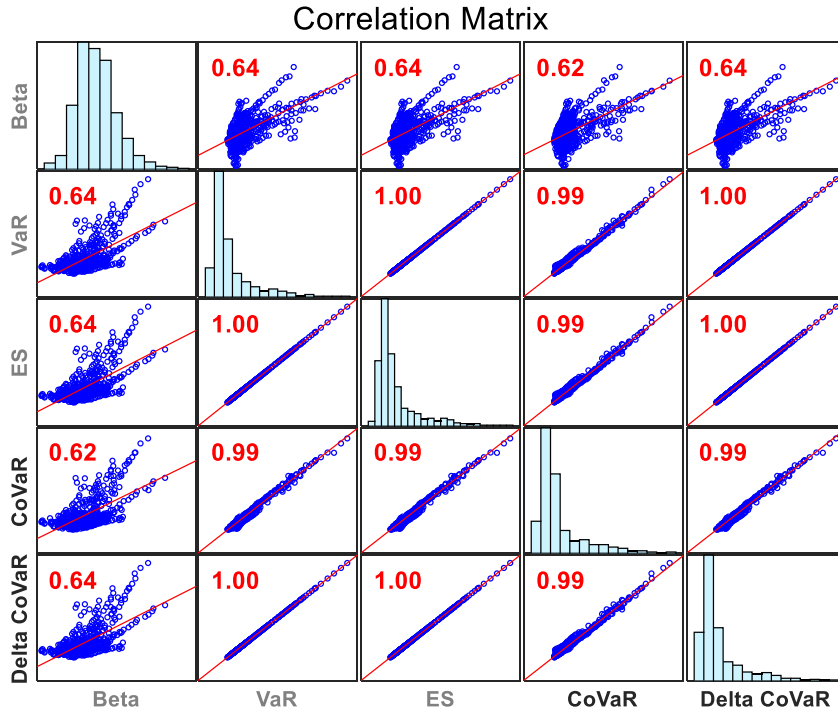 Correlation Matrix
Beta
0.64
0.64
0.62
0.64
VaR
0.64
1.00
0.99
1.00
ES
0.64
1.00
0.99
1.00
CoVaR
0.62
0.99
0.99
0.99
Delta CoVaR
0.64
1.00
1.00
0.99
Beta
VaR
ES
CoVaR
Delta CoVaR